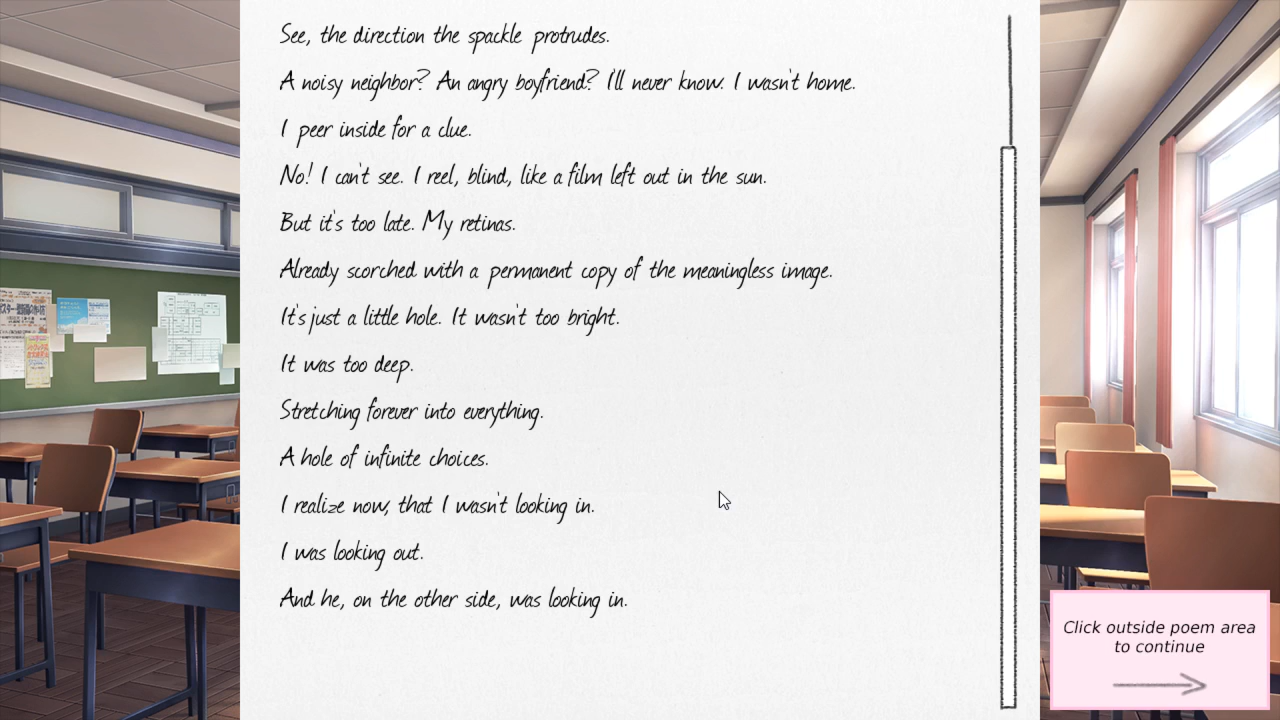 See, the direction the spackle protrudes.
A noisy neighbor? An angry boyfriend? I'll never know. I wasn't home.
I peer inside for a clue.
No! I can't see. I reel, blind, like a film left out in the sun.
But it's too late. My retinas.
Already scorched with a permanent copy of the meaningless image.
It's just a little hole. It wasn't too bright.
It was too deep.
Stretching forever into everything.
A hole of infinite choices.
I realize now, that I wasn't looking in.
I was looking out.
And he, on the other side, was looking in.
Click outside poem area
to continue